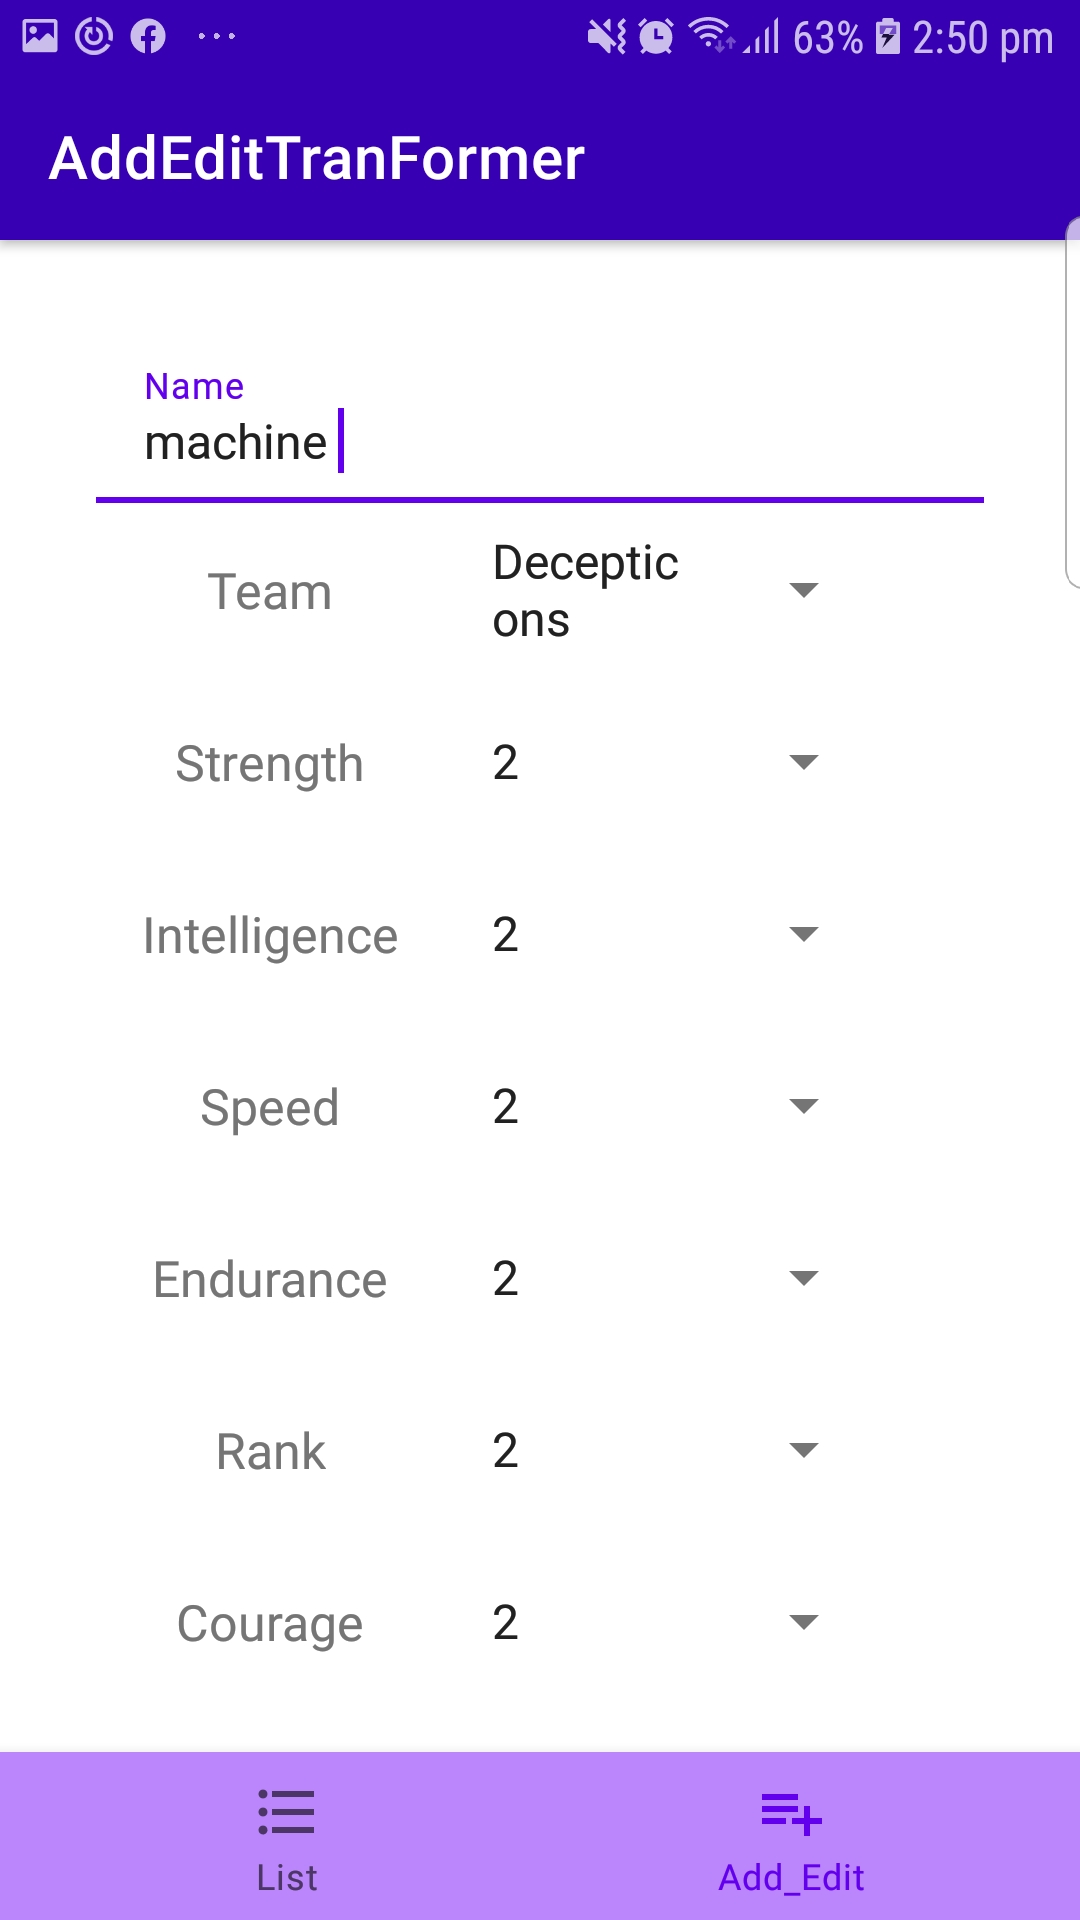 63% 2:50 pm
AddEditTranFormer
Name
machine
Team
Deceptic
ons
Strength 2
Intelligence 2
Speed 2
Endurance 2
Rank 2
Courage 2
List Add_Edit